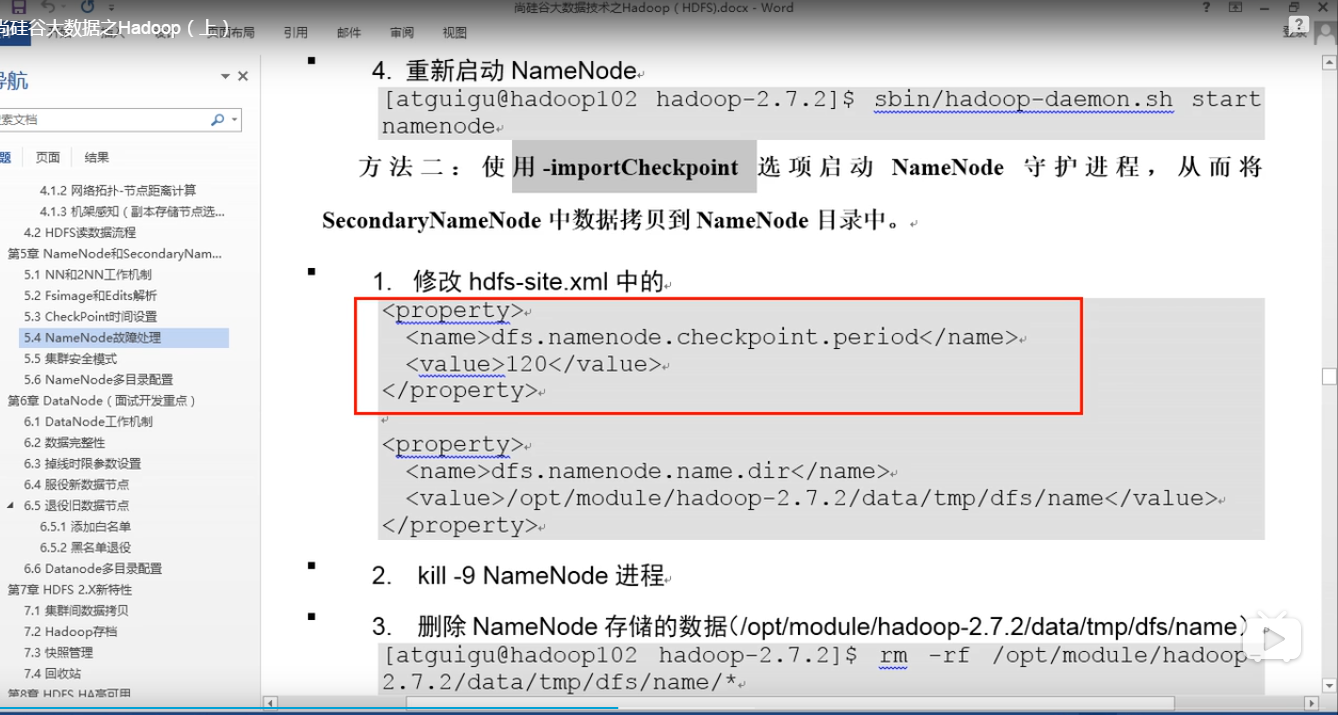 尚硅谷大数据技术之Hadoop（HDFS).docx - Word
尚硅谷大数据之Hadoop（上）
页面布局 引用 邮件 审阅 视图
登录
导航
搜索文档
标题 页面 结果
4.1.2 网络拓扑-节点距离计算
4.1.3 机架感知（副本存储节点选...
4.2 HDFS读数据流程
第5章 NameNode和SecondaryNam...
5.1 NN和2NN工作机制
5.2 Fsimage和Edits解析
5.3 CheckPoint时间设置
5.4 NameNode故障处理
5.5 集群安全模式
5.6 NameNode多目录配置
第6章 DataNode（面试开发重点）
6.1 DataNode工作机制
6.2 数据完整性
6.3 掉线时限参数设置
6.4 服役新数据节点
6.5 退役旧数据节点
6.5.1 添加白名单
6.5.2 黑名单退役
6.6 Datanode多目录配置
第7章 HDFS 2.X新特性
7.1 集群间数据拷贝
7.2 Hadoop存档
7.3 快照管理
7.4 回收站
第8章 HDFS HA高可用
4. 重新启动 NameNode
[atguigu@hadoop102 hadoop-2.7.2]$ sbin/hadoop-daemon.sh start
namenode
方法二：使用-importCheckpoint 选项启动 NameNode 守护进程，从而将
SecondaryNameNode 中数据拷贝到 NameNode 目录中。
1. 修改 hdfs-site.xml 中的
<property>
<name>dfs.namenode.checkpoint.period</name>
<value>120</value>
</property>
<property>
<name>dfs.namenode.name.dir</name>
<value>/opt/module/hadoop-2.7.2/data/tmp/dfs/name</value>
</property>
2. kill -9 NameNode 进程
3. 删除 NameNode 存储的数据（/opt/module/hadoop-2.7.2/data/tmp/dfs/name）
[atguigu@hadoop102 hadoop-2.7.2]$ rm -rf /opt/module/hadoop-
2.7.2/data/tmp/dfs/name/*